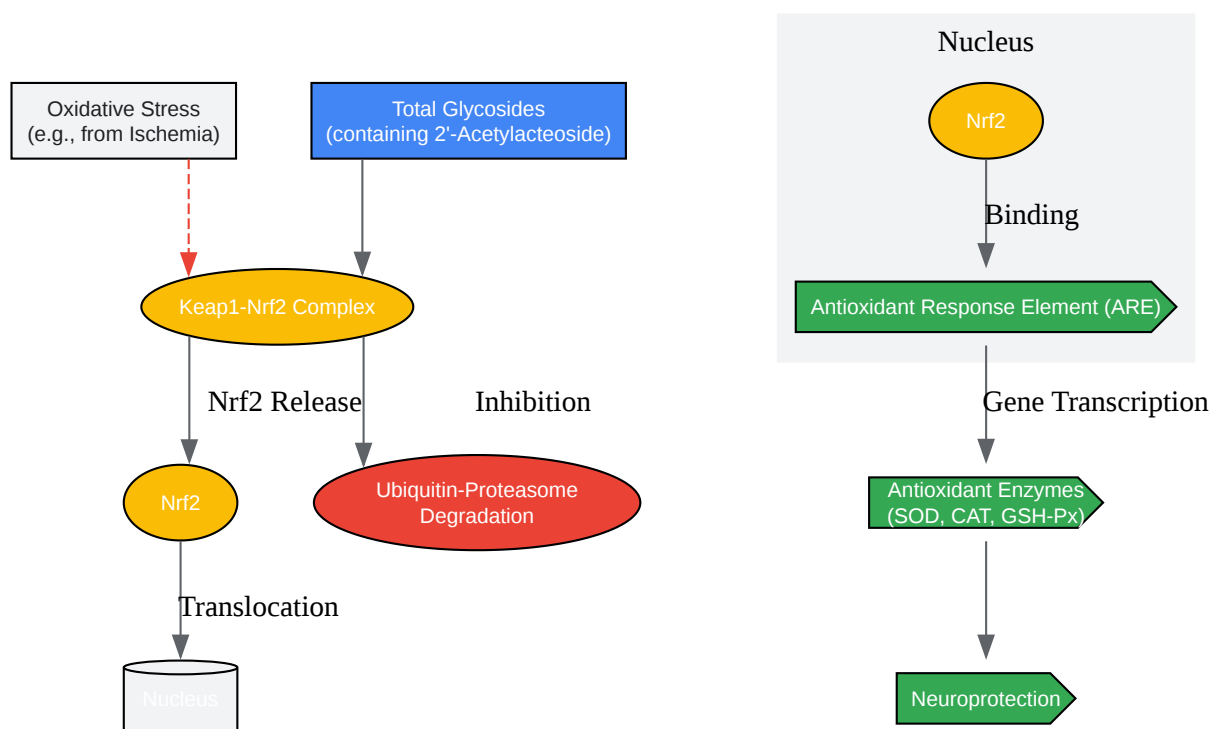 Oxidative Stress
(e.g., from Ischemia)
Total Glycosides
(containing 2'-Acetylacteoside)
Keap1-Nrf2 Complex
Nrf2 Release
Inhibition
Nrf2
Ubiquitin-Proteasome
Degradation
Translocation
Nucleus
Nucleus
Nrf2
Binding
Antioxidant Response Element (ARE)
Gene Transcription
Antioxidant Enzymes
(SOD, CAT, GSH-Px)
Neuroprotection